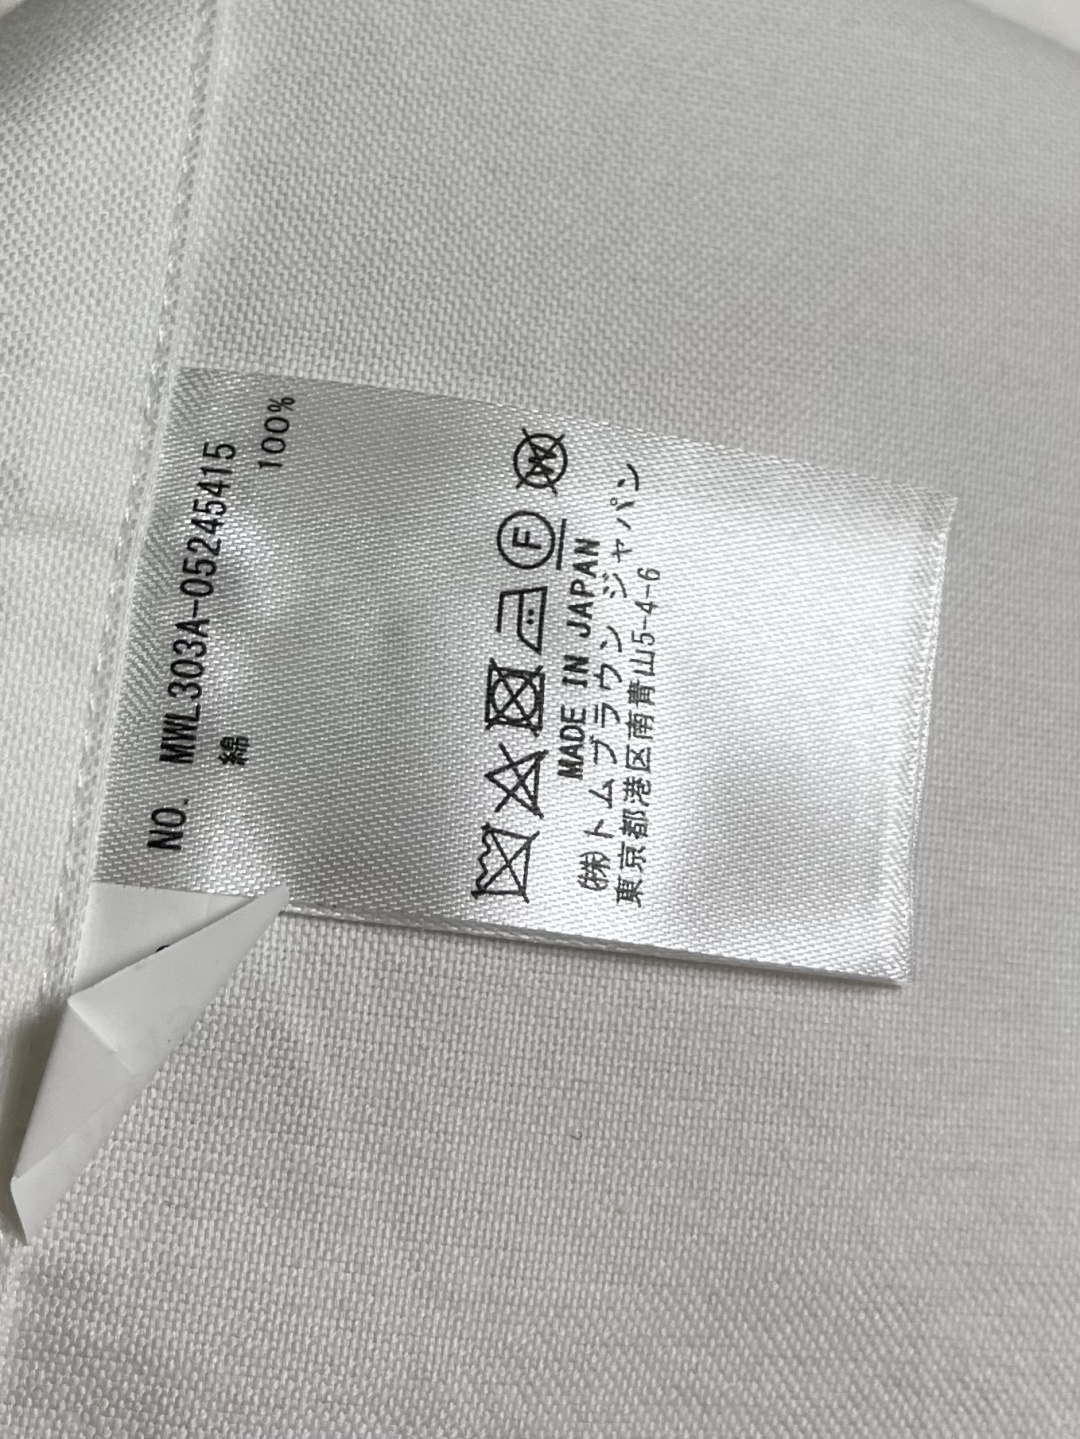 NO. MWL303A-05245415
綿 100%
F W
MADE IN JAPAN
㈱トムブラウン ジャパン
東京都港区南青山5-4-6